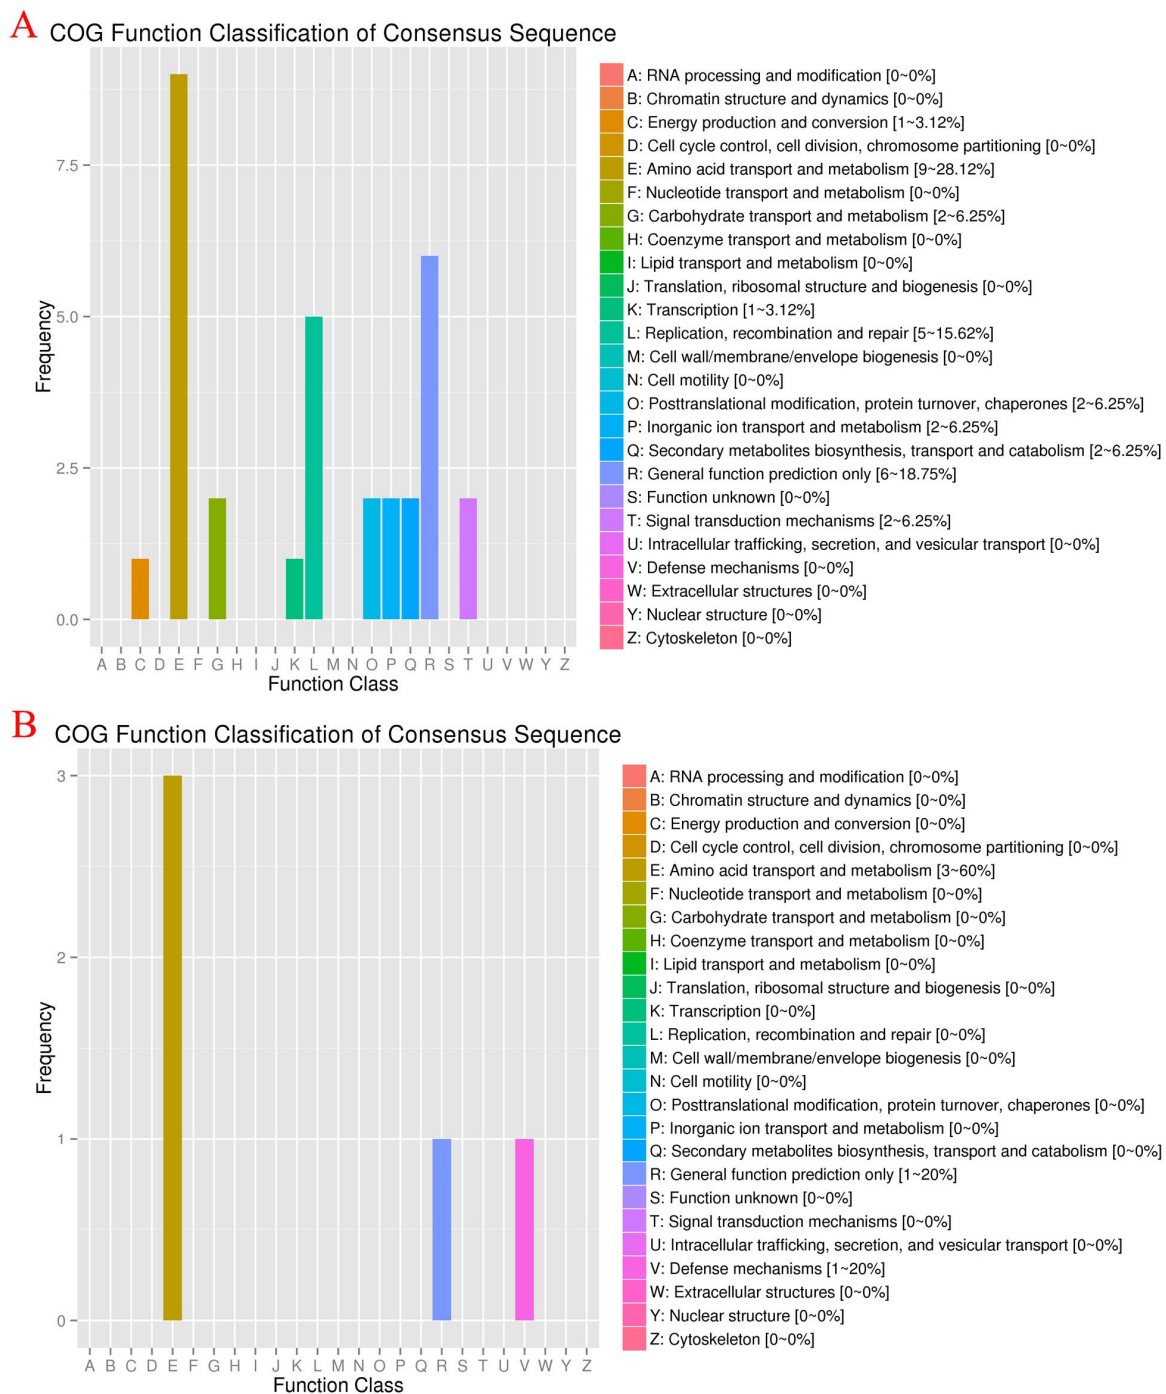 A
COG Function Classification of Consensus Sequence
7.5
5.0
2.5
0.0
Frequency
A B C D E F G H I J K L M N O P Q R S T U V W Y Z
Function Class
A: RNA processing and modification [0~0%]
B: Chromatin structure and dynamics [0~0%]
C: Energy production and conversion [1~3.12%]
D: Cell cycle control, cell division, chromosome partitioning [0~0%]
E: Amino acid transport and metabolism [9~28.12%]
F: Nucleotide transport and metabolism [0~0%]
G: Carbohydrate transport and metabolism [2~6.25%]
H: Coenzyme transport and metabolism [0~0%]
I: Lipid transport and metabolism [0~0%]
J: Translation, ribosomal structure and biogenesis [0~0%]
K: Transcription [1~3.12%]
L: Replication, recombination and repair [5~15.62%]
M: Cell wall/membrane/envelope biogenesis [0~0%]
N: Cell motility [0~0%]
O: Posttranslational modification, protein turnover, chaperones [2~6.25%]
P: Inorganic ion transport and metabolism [2~6.25%]
Q: Secondary metabolites biosynthesis, transport and catabolism [2~6.25%]
R: General function prediction only [6~18.75%]
S: Function unknown [0~0%]
T: Signal transduction mechanisms [2~6.25%]
U: Intracellular trafficking, secretion, and vesicular transport [0~0%]
V: Defense mechanisms [0~0%]
W: Extracellular structures [0~0%]
Y: Nuclear structure [0~0%]
Z: Cytoskeleton [0~0%]
B
COG Function Classification of Consensus Sequence
3
2
1
0
Frequency
A B C D E F G H I J K L M N O P Q R S T U V W Y Z
Function Class
A: RNA processing and modification [0~0%]
B: Chromatin structure and dynamics [0~0%]
C: Energy production and conversion [0~0%]
D: Cell cycle control, cell division, chromosome partitioning [0~0%]
E: Amino acid transport and metabolism [3~60%]
F: Nucleotide transport and metabolism [0~0%]
G: Carbohydrate transport and metabolism [0~0%]
H: Coenzyme transport and metabolism [0~0%]
I: Lipid transport and metabolism [0~0%]
J: Translation, ribosomal structure and biogenesis [0~0%]
K: Transcription [0~0%]
L: Replication, recombination and repair [0~0%]
M: Cell wall/membrane/envelope biogenesis [0~0%]
N: Cell motility [0~0%]
O: Posttranslational modification, protein turnover, chaperones [0~0%]
P: Inorganic ion transport and metabolism [0~0%]
Q: Secondary metabolites biosynthesis, transport and catabolism [0~0%]
R: General function prediction only [1~20%]
S: Function unknown [0~0%]
T: Signal transduction mechanisms [0~0%]
U: Intracellular trafficking, secretion, and vesicular transport [0~0%]
V: Defense mechanisms [1~20%]
W: Extracellular structures [0~0%]
Y: Nuclear structure [0~0%]
Z: Cytoskeleton [0~0%]